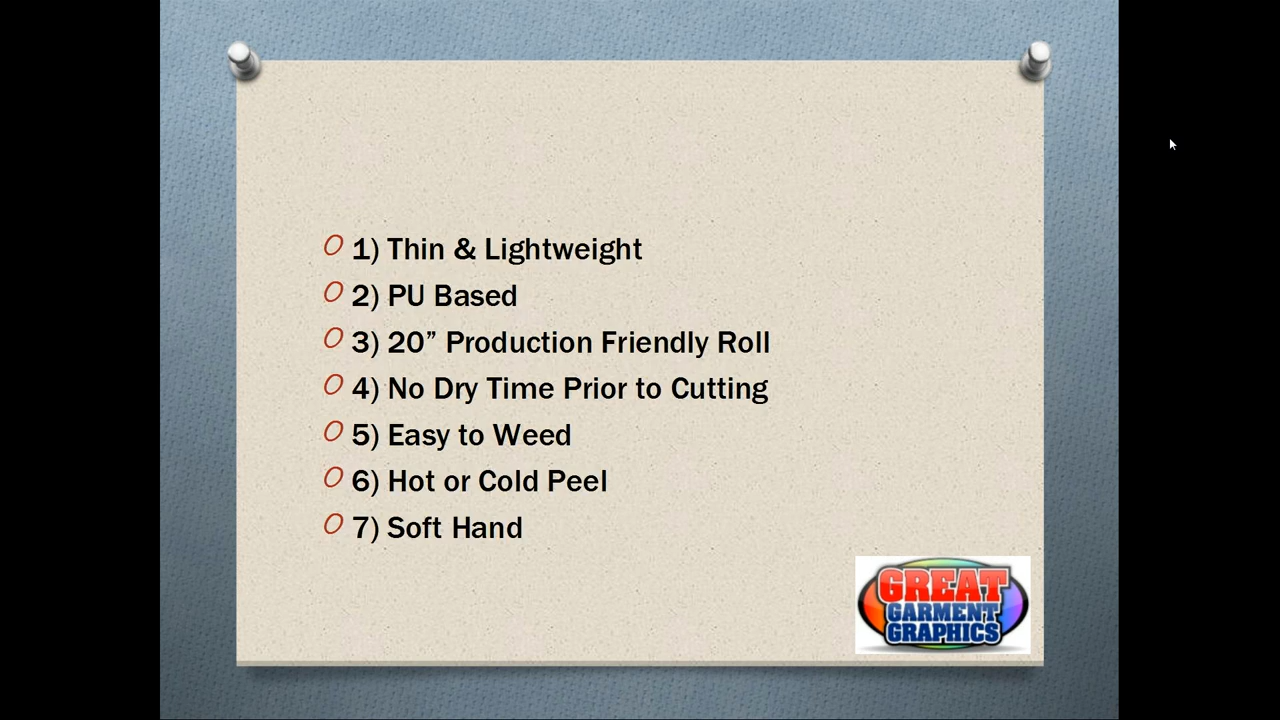 1) Thin & Lightweight
2) PU Based
3) 20” Production Friendly Roll
4) No Dry Time Prior to Cutting
5) Easy to Weed
6) Hot or Cold Peel
7) Soft Hand
GREAT
GARMENT
GRAPHICS